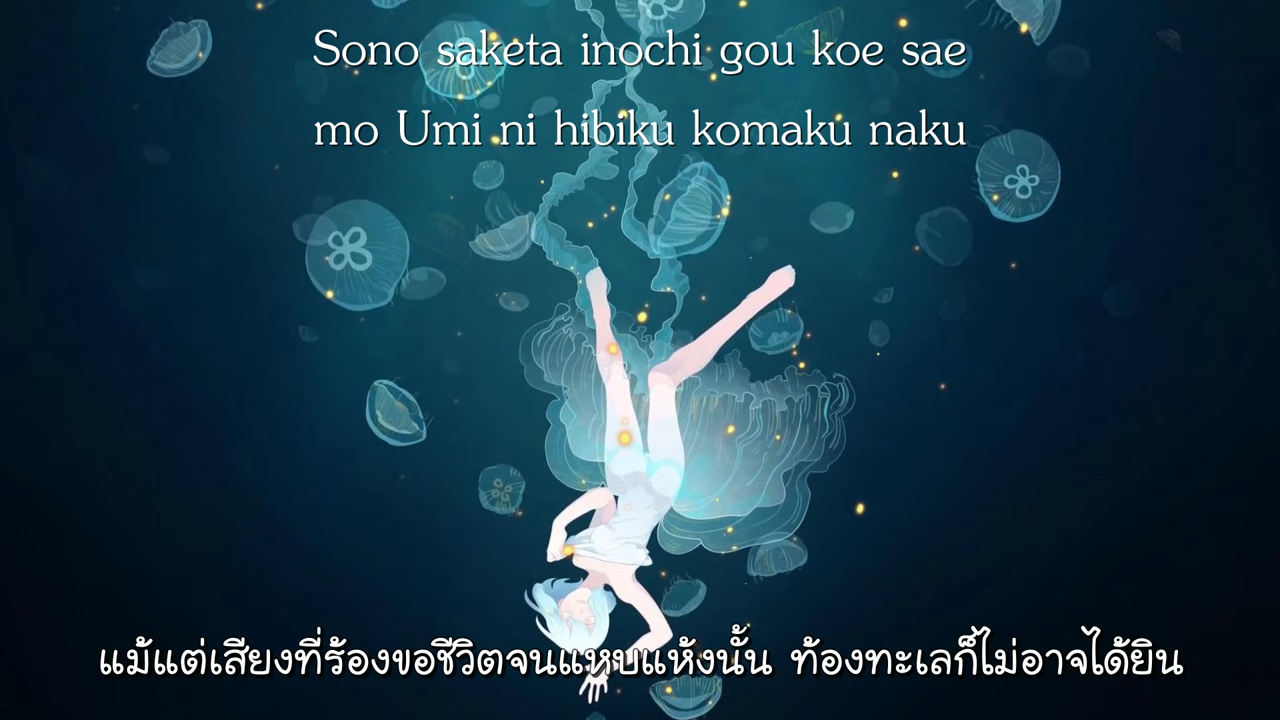 Sono saketa inochi gou koe sae
mo Umi ni hibiku komaku naku
แม้แต่เสียงที่ร้องขอชีวิตจนแหบแห้งนั้น ท้องทะเลก็ไม่อาจได้ยิน